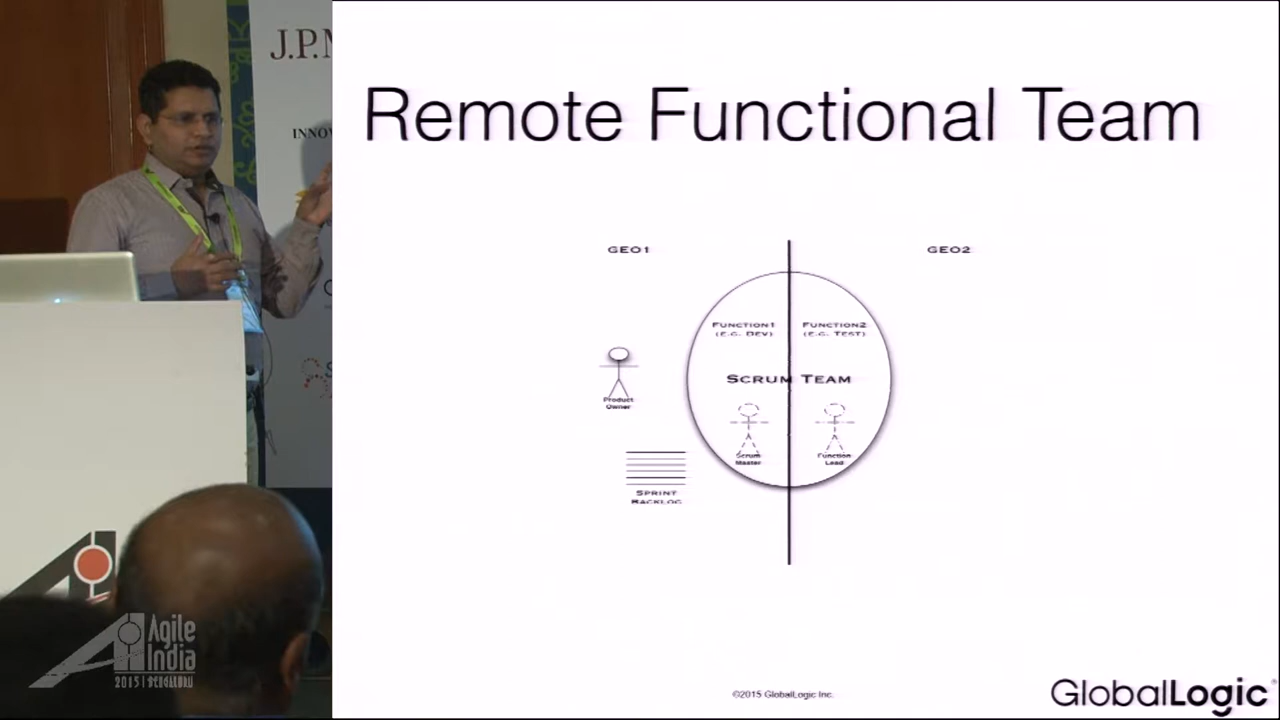 J.P.M
INNOV
Remote Functional Team
GEO1
GEO2
FUNCTION1
(E.G. DEV)
FUNCTION2
(E.G. TEST)
SCRUM TEAM
Product
Owner
Scrum
Master
Function
Lead
SPRINT
BACKLOG
Agile
India
2015 | BENGALURU
©2015 GlobalLogic Inc.
GlobalLogic®